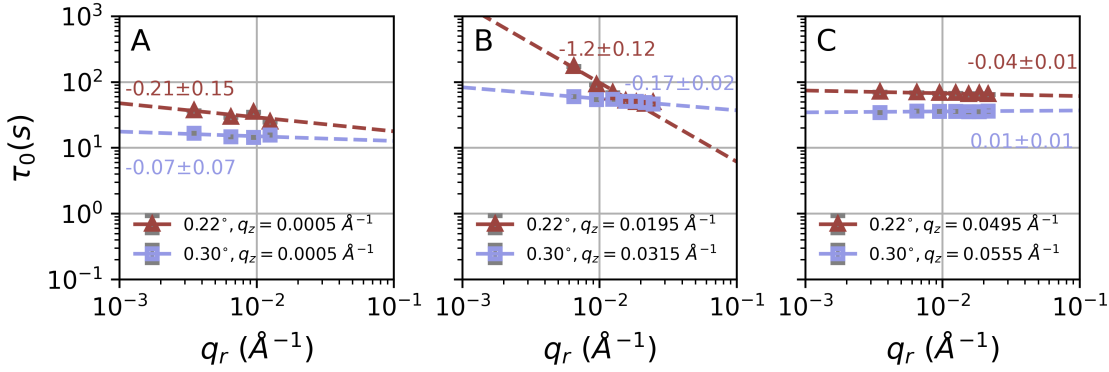 τ₀(s)
10³
10²
10¹
10⁰
10⁻¹
A
-0.21±0.15
-0.07±0.07
0.22°, q_z = 0.0005 Å⁻¹
0.30°, q_z = 0.0005 Å⁻¹
10⁻³ 10⁻² 10⁻¹
q_r (Å⁻¹)
B
-1.2±0.12
-0.17±0.02
0.22°, q_z = 0.0195 Å⁻¹
0.30°, q_z = 0.0315 Å⁻¹
10⁻³ 10⁻² 10⁻¹
q_r (Å⁻¹)
C
-0.04±0.01
0.01±0.01
0.22°, q_z = 0.0495 Å⁻¹
0.30°, q_z = 0.0555 Å⁻¹
10⁻³ 10⁻² 10⁻¹
q_r (Å⁻¹)